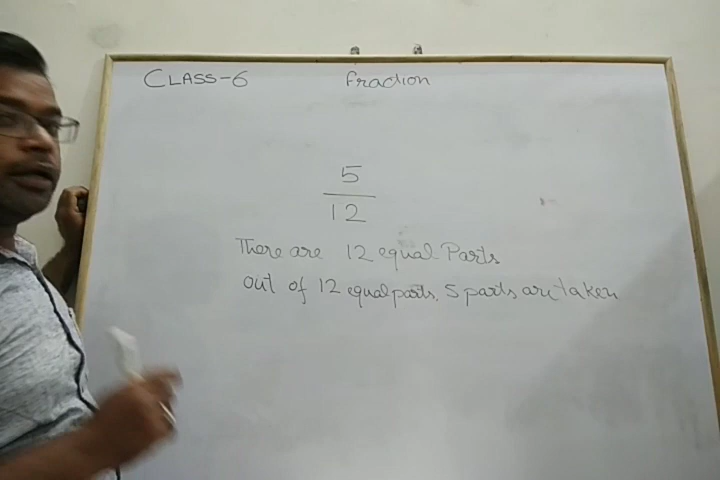 CLASS-6 Fraction
5
12
There are 12 equal Parts
out of 12 equal parts. 5 parts are taken